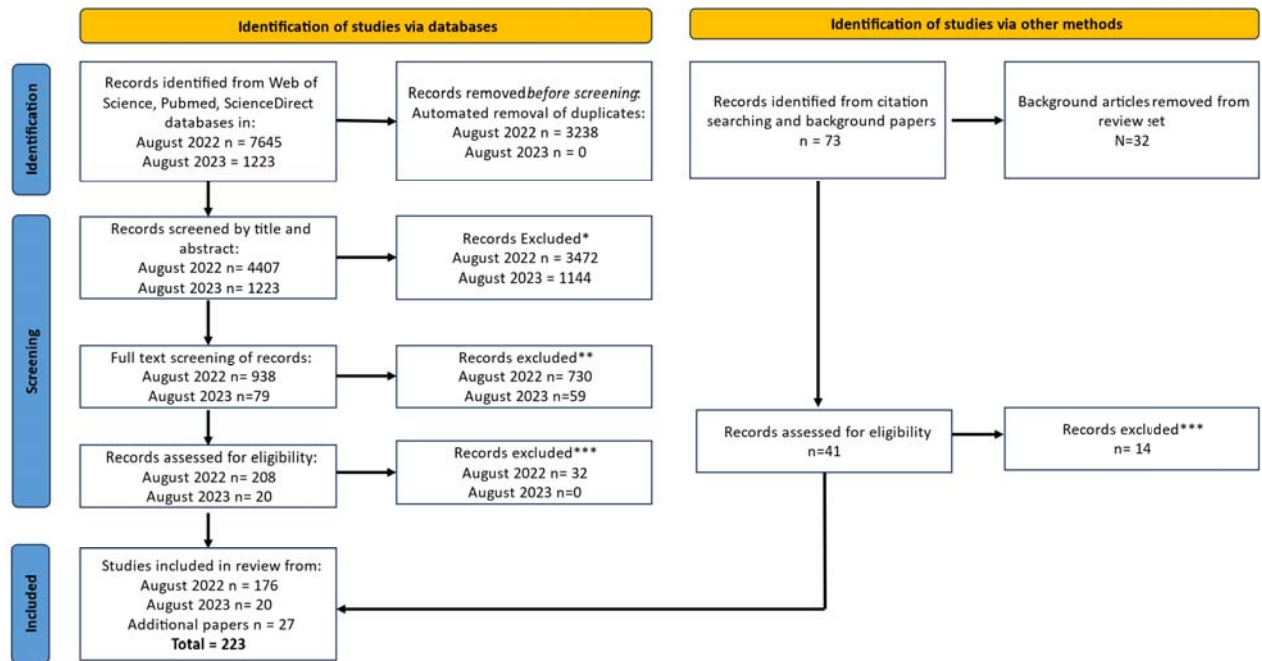 Identification of studies via databases
Identification of studies via other methods
Identification
Records identified from Web of
Science, Pubmed, ScienceDirect
databases in:
August 2022 n = 7645
August 2023 = 1223
Records removed before screening:
Automated removal of duplicates:
August 2022 n = 3238
August 2023 n = 0
Records identified from citation
searching and background papers
n = 73
Background articles removed from
review set
N=32
Screening
Records screened by title and
abstract:
August 2022 n= 4407
August 2023 n= 1223
Records Excluded*
August 2022 n= 3472
August 2023 = 1144
Full text screening of records:
August 2022 n= 938
August 2023 n=79
Records excluded**
August 2022 n= 730
August 2023 n=59
Records assessed for eligibility:
August 2022 n= 208
August 2023 n= 20
Records excluded***
August 2022 n= 32
August 2023 n=0
Records assessed for eligibility
n=41
Records excluded***
n= 14
Included
Studies included in review from:
August 2022 n = 176
August 2023 n= 20
Additional papers n = 27
Total = 223